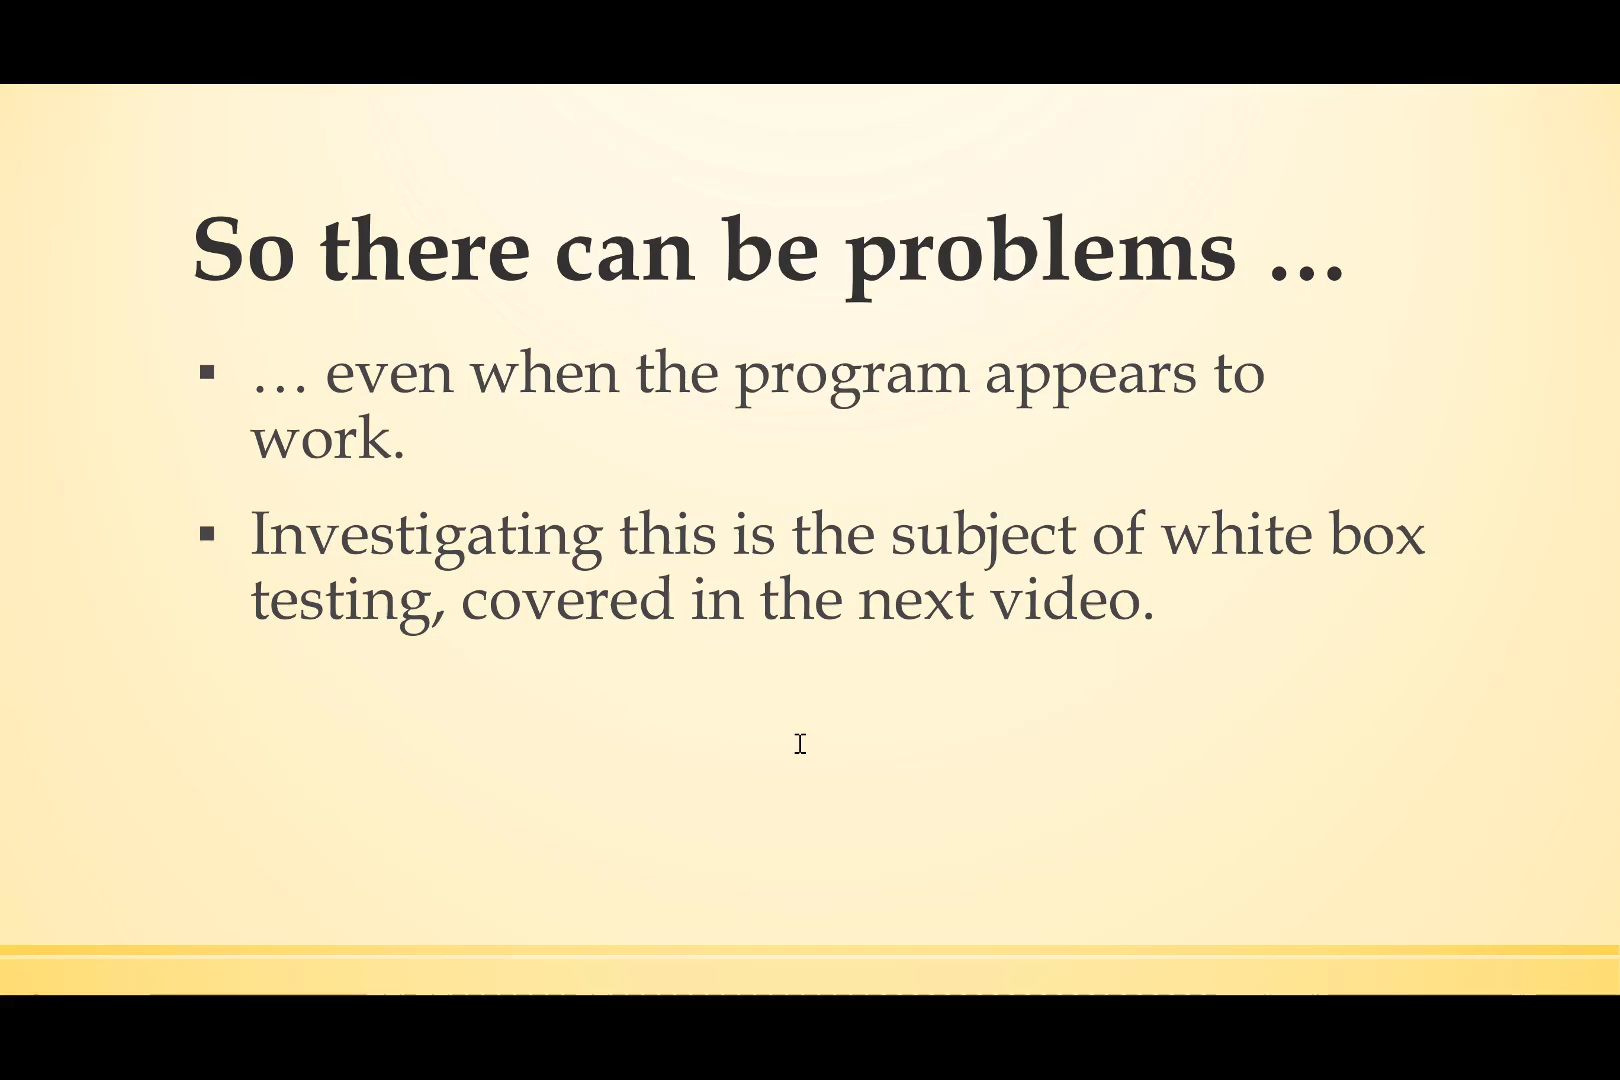 So there can be problems …
▪ … even when the program appears to
work.
▪ Investigating this is the subject of white box
testing, covered in the next video.